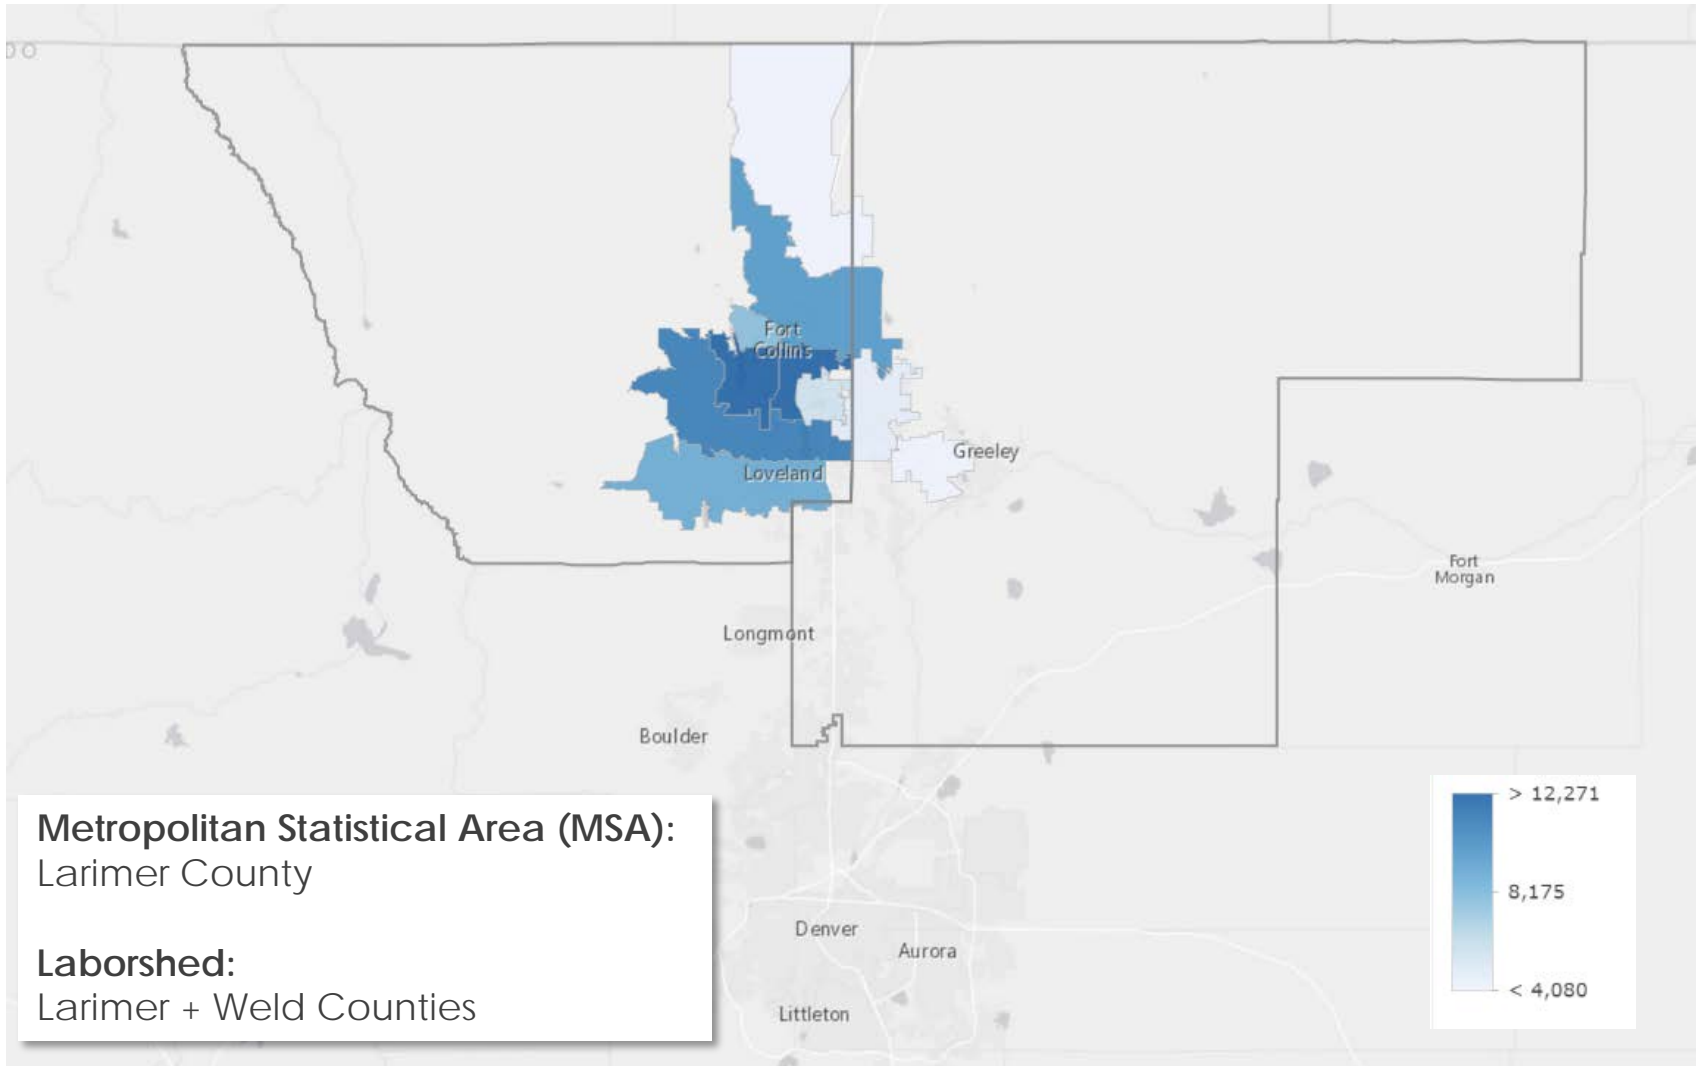 DO
Fort
Collins
Greeley
Loveland
Fort
Morgan
Longmont
Boulder
Denver
Aurora
Littleton
Metropolitan Statistical Area (MSA):
Larimer County
Laborshed:
Larimer + Weld Counties
> 12,271
8,175
< 4,080